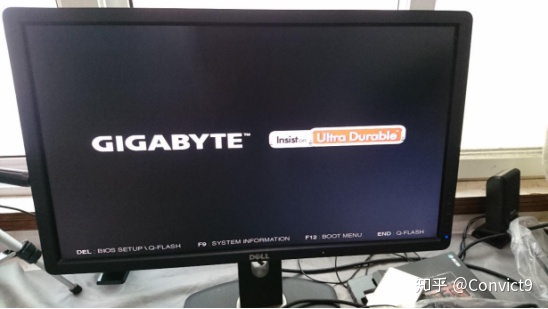 GIGABYTE™
Insist on Ultra Durable™
DEL : BIOS SETUP \ Q-FLASH
F9 : SYSTEM INFORMATION
F12 : BOOT MENU
END : Q-FLASH
DELL
知乎 @Convict9